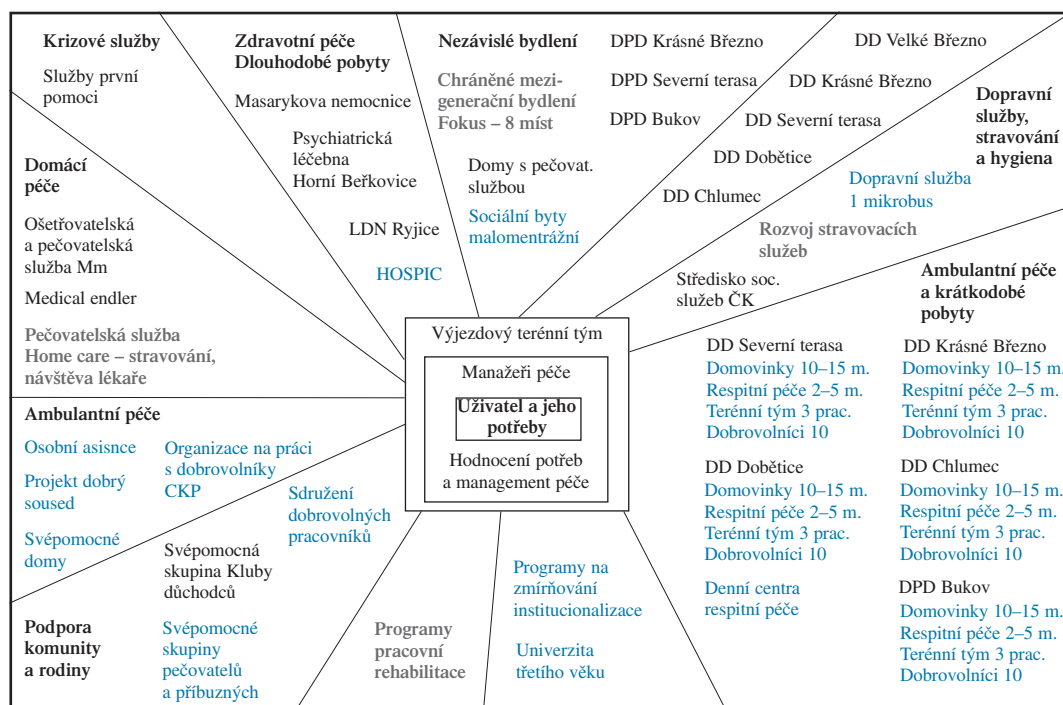 Krizové služby
Služby první
pomoci
Zdravotní péče
Dlouhodobé pobyty
Masarykova nemocnice
Psychiatrická
léčebna
Horní Beřkovice
LDN Ryjice
HOSPIC
Nezávislé bydlení
Chráněné mezi-
generační bydlení
Fokus – 8 míst
Domy s pečovat.
službou
Sociální byty
malomentrážní
DPD Krásné Březno
DPD Severní terasa
DPD Bukov
DD Velké Březno
DD Krásné Březno
DD Severní terasa
DD Dobětice
DD Chlumec
Dopravní
služby,
stravování
a hygiena
Dopravní služba
1 mikrobus
Rozvoj stravovacích
služeb
Středisko soc.
služeb ČK
Domácí
péče
Ošetřovatelská
a pečovatelská
služba Mm
Medical endler
Pečovatelská služba
Home care – stravování,
návštěva lékaře
Výjezdový terénní tým
Manažeři péče
Uživatel a jeho
potřeby
Hodnocení potřeb
a management péče
Ambulantní péče
a krátkodobé
pobyty
DD Severní terasa
Domovinky 10–15 m.
Respitní péče 2–5 m.
Terénní tým 3 prac.
Dobrovolníci 10
DD Krásné Březno
Domovinky 10–15 m.
Respitní péče 2–5 m.
Terénní tým 3 prac.
Dobrovolníci 10
DD Dobětice
Domovinky 10–15 m.
Respitní péče 2–5 m.
Terénní tým 3 prac.
Dobrovolníci 10
DD Chlumec
Domovinky 10–15 m.
Respitní péče 2–5 m.
Terénní tým 3 prac.
Dobrovolníci 10
Denní centra
respitní péče
DPD Bukov
Domovinky 10–15 m.
Respitní péče 2–5 m.
Terénní tým 3 prac.
Dobrovolníci 10
Ambulantní péče
Osobní asisnce
Projekt dobrý
soused
Svépomocné
domy
Organizace na práci
s dobrovolníky
CKP
Sdružení
dobrovolných
pracovníků
Svépomocná
skupina Kluby
důchodců
Podpora
komunity
a rodiny
Svépomocné
skupiny
pečovatelů
a příbuzných
Programy
pracovní
rehabilitace
Programy na
zmírňování
institucionalizace
Univerzita
třetího věku